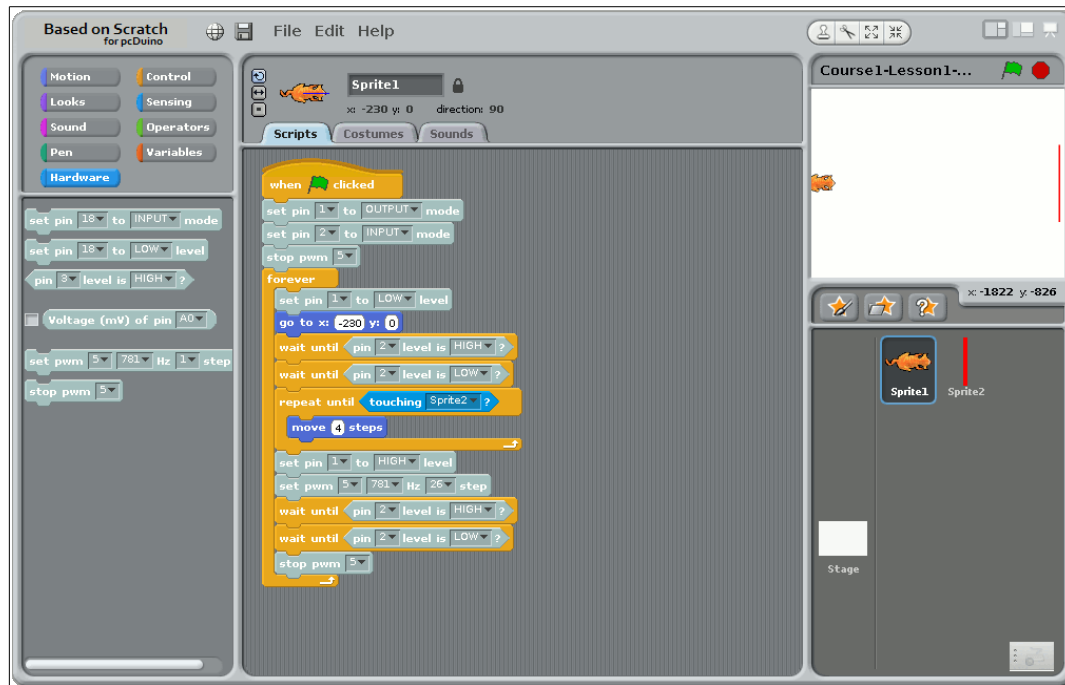 Based on Scratch
for pcDuino
File Edit Help
Motion Control
Looks Sensing
Sound Operators
Pen Variables
Hardware
set pin 18 to INPUT mode
set pin 18 to LOW level
pin 3 level is HIGH ?
Voltage (mV) of pin A0
set pwm 5 781 Hz 1 step
stop pwm 5
Sprite1
x: -230 y: 0 direction: 90
Scripts Costumes Sounds
when clicked
set pin 1 to OUTPUT mode
set pin 2 to INPUT mode
stop pwm 5
forever
set pin 1 to LOW level
go to x: -230 y: 0
wait until pin 2 level is HIGH ?
wait until pin 2 level is LOW ?
repeat until touching Sprite2 ?
move 4 steps
set pin 1 to HIGH level
set pwm 5 781 Hz 26 step
wait until pin 2 level is HIGH ?
wait until pin 2 level is LOW ?
stop pwm 5
Course1-Lesson1-...
x: -1822 y: -826
Sprite1 Sprite2
Stage